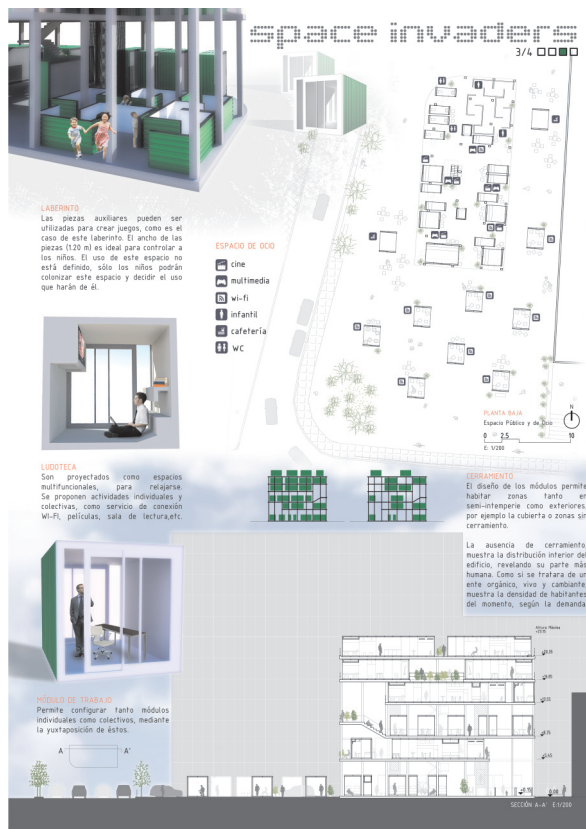 space invaders
3/4
LABERINTO
Las piezas auxiliares pueden ser
utilizadas para crear juegos, como es el
caso de este laberinto. El ancho de las
piezas (1.20 m) es ideal para controlar a
los niños. El uso de este espacio no
está definido, sólo los niños podrán
colonizar este espacio y decidir el uso
que harán de él.
ESPACIO DE OCIO
cine
multimedia
wi-fi
infantil
cafetería
WC
PLANTA BAJA
Espacio Público y de Ocio
0 2.5 10
E. 1/200
N
LUDOTECA
Son proyectados como espacios
multifuncionales, para relajarse.
Se proponen actividades individuales y
colectivas, como servicio de conexión
WI-FI, películas, sala de lectura,etc.
CERRAMIENTO
El diseño de los módulos permite
habitar zonas tanto en
semi-intemperie como exteriores,
por ejemplo la cubierta o zonas sin
cerramiento.
La ausencia de cerramiento,
muestra la distribución interior del
edificio, revelando su parte más
humana. Como si se tratara de un
ente orgánico, vivo y cambiante,
muestra la densidad de habitantes
del momento, según la demanda.
MÓDULO DE TRABAJO
Permite configurar tanto módulos
individuales como colectivos, mediante
la yuxtaposición de éstos.
A A'
Altura Máxima
0.00
SECCIÓN A-A' E:1/200